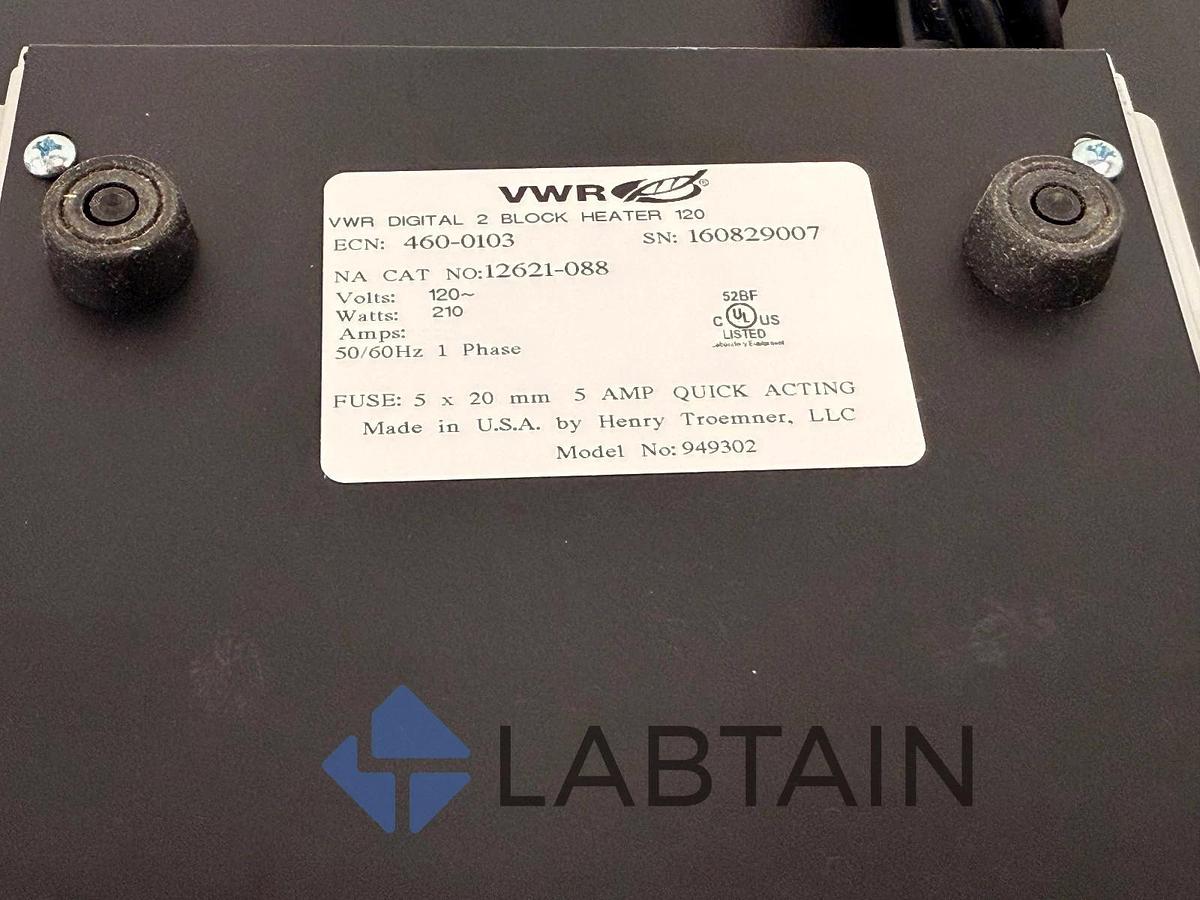 VWR®
VWR DIGITAL 2 BLOCK HEATER 120
ECN: 460-0103 SN: 160829007
NA CAT NO:12621-088
Volts: 120~
Watts: 210
Amps:
50/60Hz 1 Phase
52BF
C UL US
LISTED
Laboratory Equipment
FUSE: 5 x 20 mm 5 AMP QUICK ACTING
Made in U.S.A. by Henry Troemner, LLC
Model No: 949302
LABTAIN